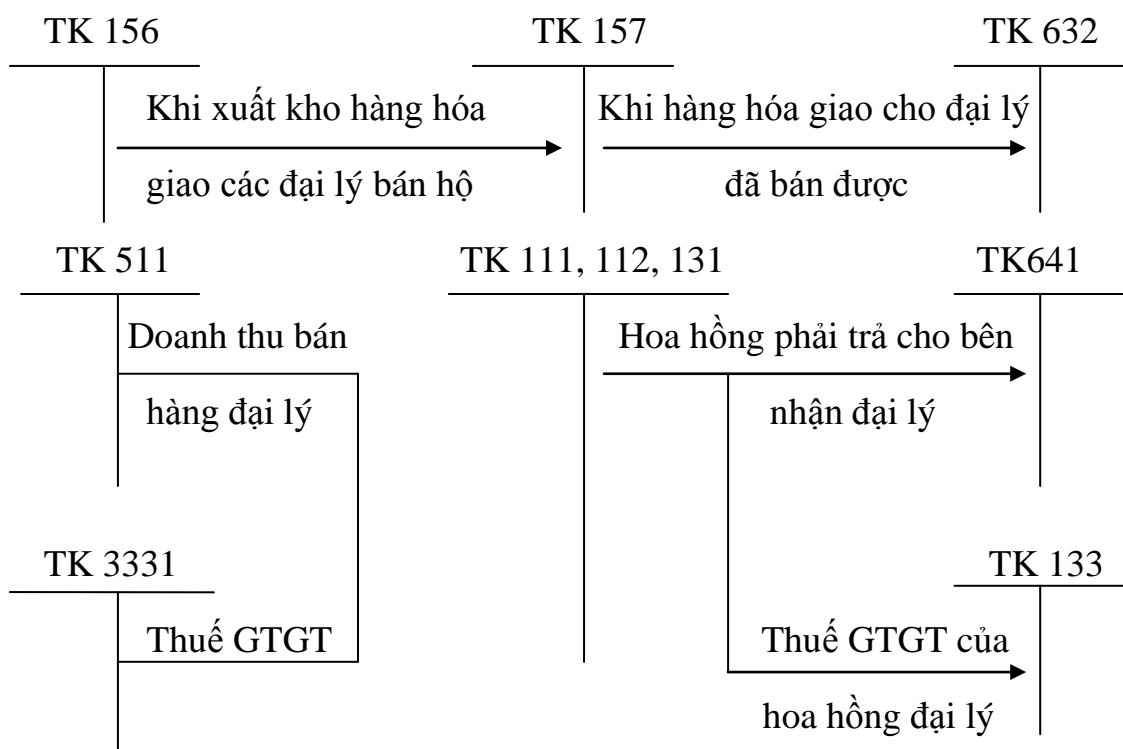 TK 156
TK 157
TK 632
Khi xuất kho hàng hóa
Khi hàng hóa giao cho đại lý
giao các đại lý bán hộ
đã bán được
TK 511
TK 111, 112, 131
TK641
Doanh thu bán
Hoa hồng phải trả cho bên
hàng đại lý
nhận đại lý
TK 3331
TK 133
Thuế GTGT
Thuế GTGT của
hoa hồng đại lý